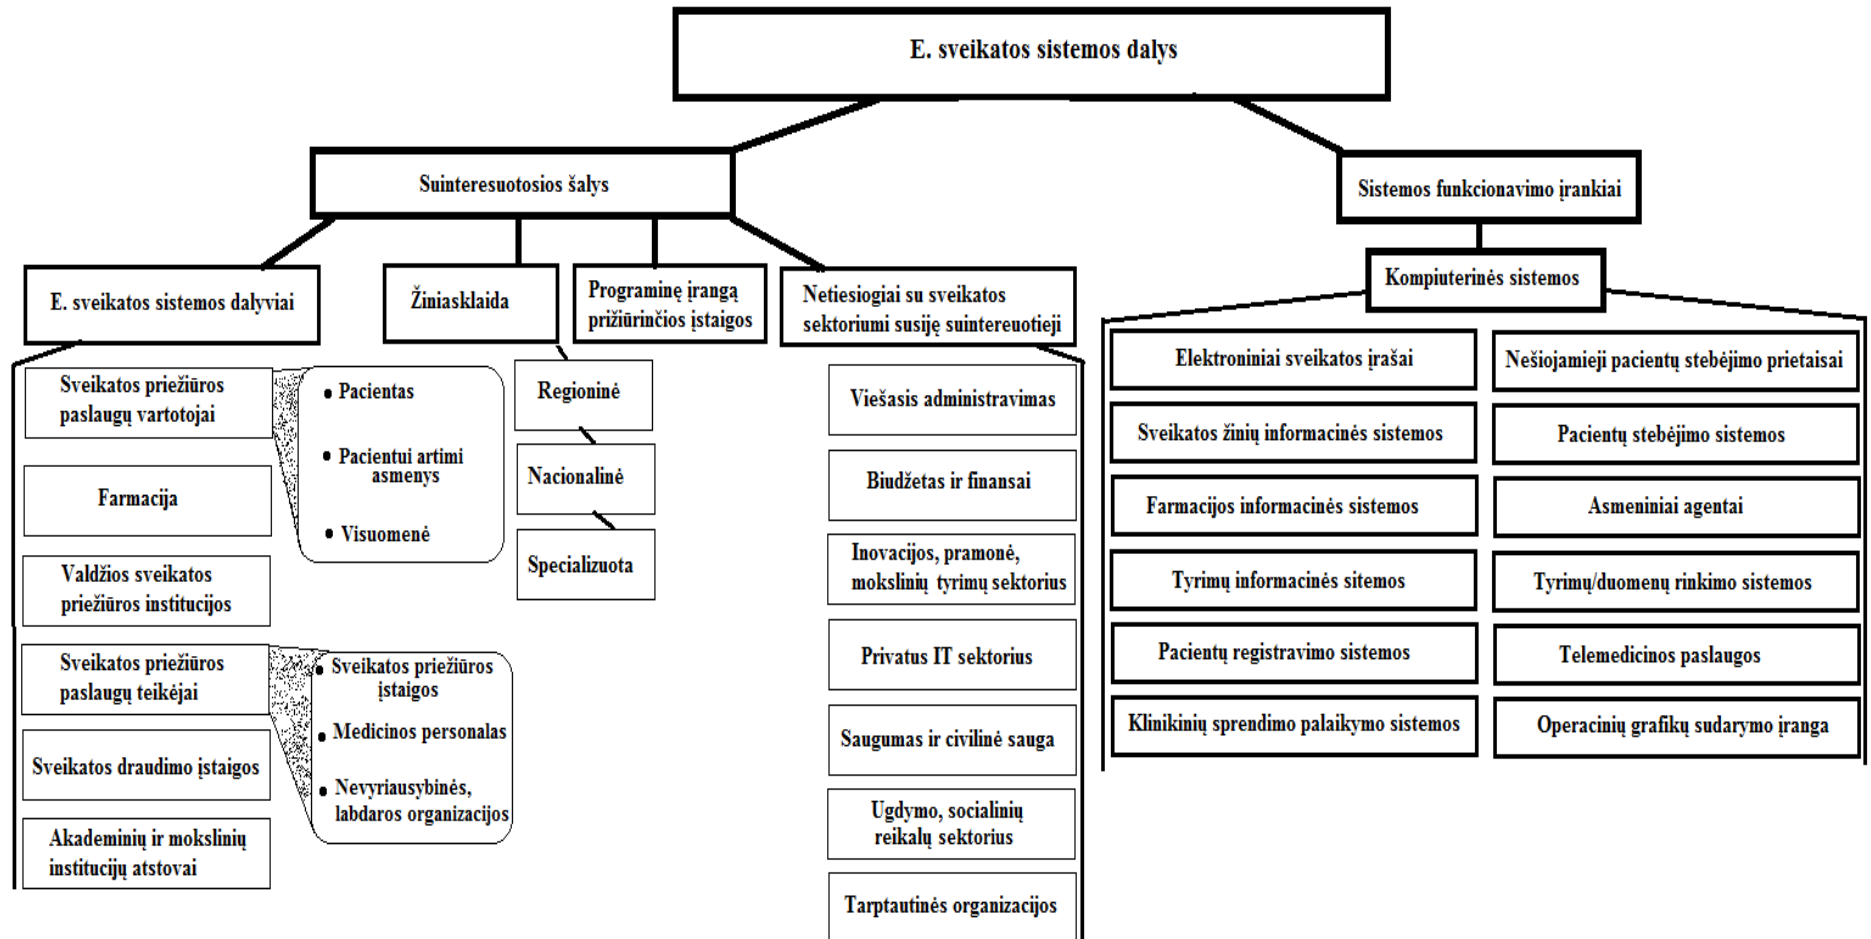 E. sveikatos sistemos dalys
Suinteresuotosios šalys
Sistemos funkcionavimo įrankiai
E. sveikatos sistemos dalyviai
Žiniasklaida
Programinę įrangą
prižiūrinčios įstaigos
Netiesiogiai su sveikatos
sektoriumi susiję suintereuotieji
Kompiuterinės sistemos
Sveikatos priežiūros
paslaugų vartotojai
• Pacientas
• Pacientui artimi
asmenys
• Visuomenė
Farmacija
Valdžios sveikatos
priežiūros institucijos
Sveikatos priežiūros
paslaugų teikėjai
• Sveikatos priežiūros
įstaigos
• Medicinos personalas
• Nevyriausybinės,
labdaros organizacijos
Sveikatos draudimo įstaigos
Akademinių ir mokslinių
institucijų atstovai
Regioninė
Nacionalinė
Specializuota
Viešasis administravimas
Biudžetas ir finansai
Inovacijos, pramonė,
mokslinių tyrimų sektorius
Privatus IT sektorius
Saugumas ir civilinė sauga
Ugdymo, socialinių
reikalų sektorius
Tarptautinės organizacijos
Elektroniniai sveikatos įrašai
Sveikatos žinių informacinės sistemos
Farmacijos informacinės sistemos
Tyrimų informacinės sitemos
Pacientų registravimo sistemos
Klinikinių sprendimo palaikymo sistemos
Nešiojamieji pacientų stebėjimo prietaisai
Pacientų stebėjimo sistemos
Asmeniniai agentai
Tyrimų/duomenų rinkimo sistemos
Telemedicinos paslaugos
Operacinių grafikų sudarymo įranga